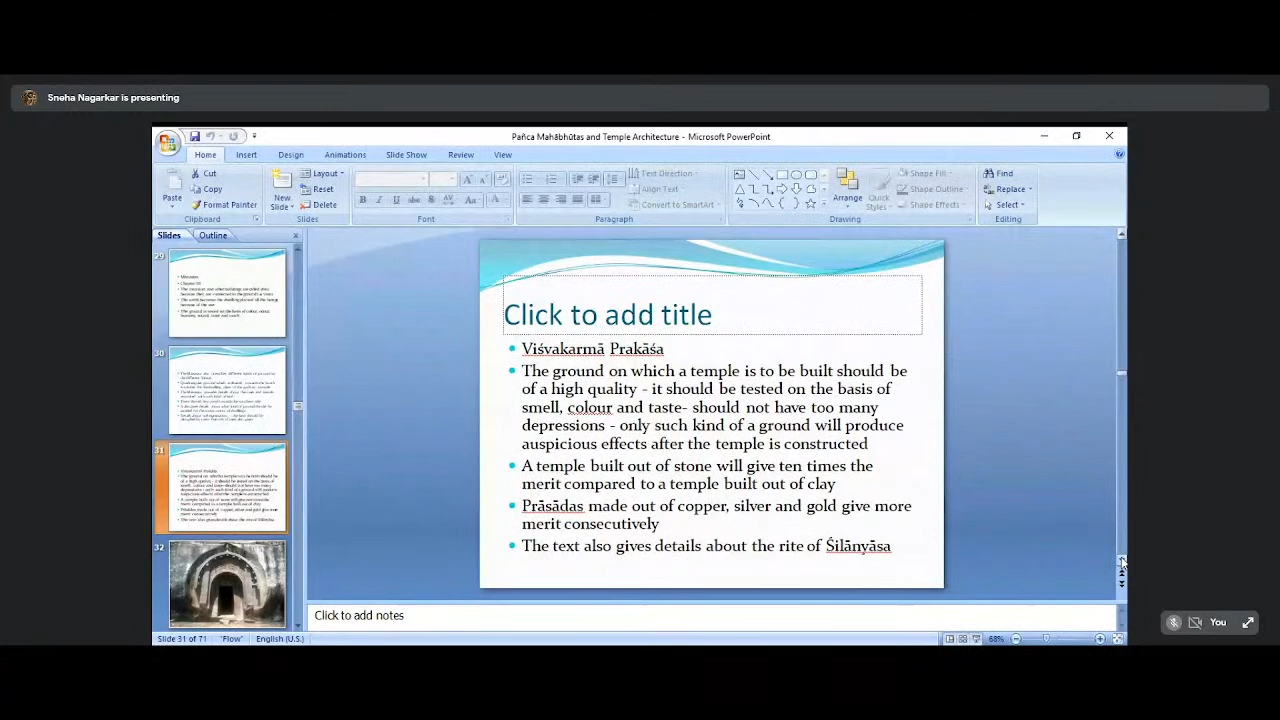 Sneha Nagarkar is presenting
Pañca Mahābhūtas and Temple Architecture - Microsoft PowerPoint
Home Insert Design Animations Slide Show Review View
Cut
Copy
Format Painter
Paste
Clipboard
New
Slide
Layout
Reset
Delete
Slides
Font
Text Direction
Align Text
Convert to SmartArt
Paragraph
Arrange
Quick
Styles
Shape Fill
Shape Outline
Shape Effects
Drawing
Find
Replace
Select
Editing
Slides Outline
29
30
31
32
Click to add title
Viśvakarmā Prakāśa
The ground on which a temple is to be built should be
of a high quality – it should be tested on the basis of
smell, colour and taste- should not have too many
depressions – only such kind of a ground will produce
auspicious effects after the temple is constructed
A temple built out of stone will give ten times the
merit compared to a temple built out of clay
Prāsādas made out of copper, silver and gold give more
merit consecutively
The text also gives details about the rite of Śilānyāsa
Click to add notes
You
Slide 31 of 71 "Flow" English (U.S.)
68%